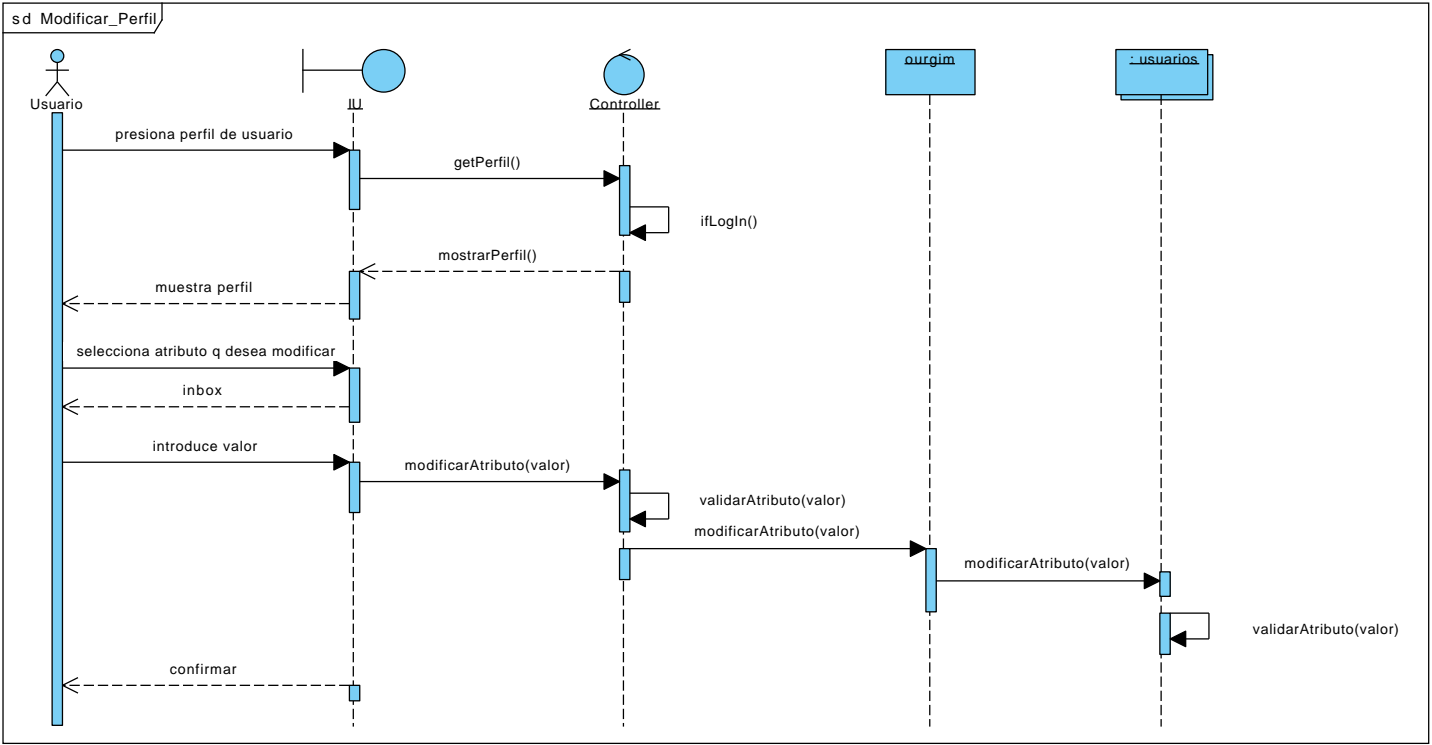 sd Modificar_Perfil
ourgim
: usuarios
Usuario
IU
Controller
presiona perfil de usuario
getPerfil()
ifLogIn()
mostrarPerfil()
muestra perfil
selecciona atributo q desea modificar
inbox
introduce valor
modificarAtributo(valor)
validarAtributo(valor)
modificarAtributo(valor)
modificarAtributo(valor)
validarAtributo(valor)
confirmar